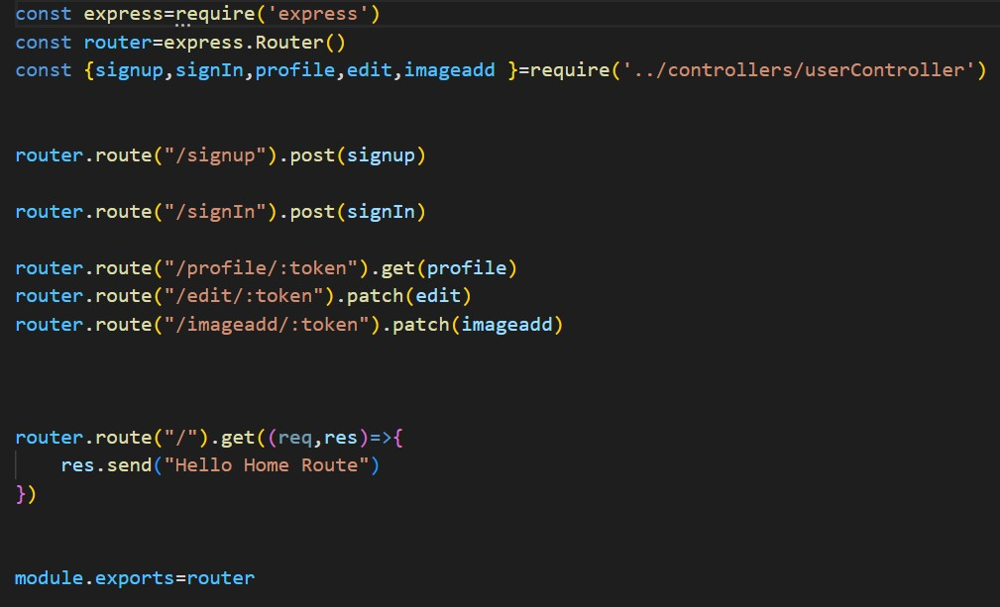 const express=require('express')
const router=express.Router()
const {signup,signIn,profile,edit,imageadd }=require('../controllers/userController')
router.route("/signup").post(signup)
router.route("/signIn").post(signIn)
router.route("/profile/:token").get(profile)
router.route("/edit/:token").patch(edit)
router.route("/imageadd/:token").patch(imageadd)
router.route("/").get((req,res)=>{
    res.send("Hello Home Route")
})
module.exports=router